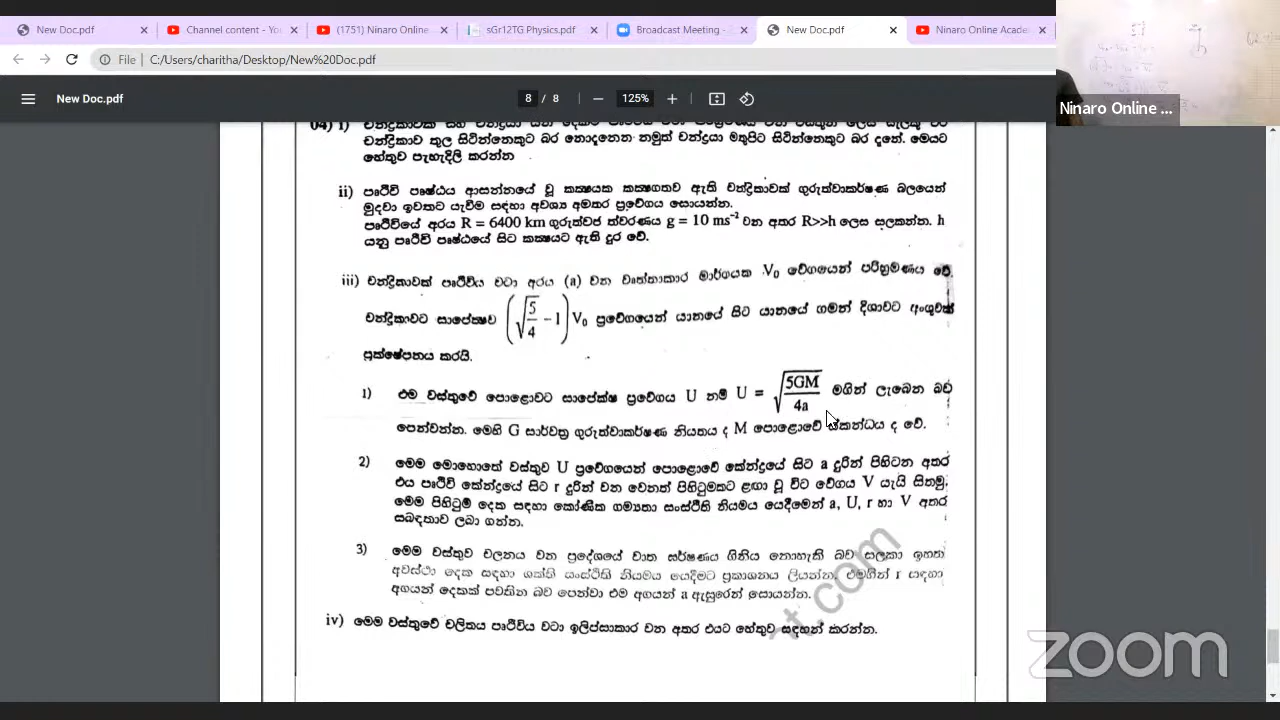 New Doc.pdf
Channel content - You
(1751) Ninaro Online
sGr12TG Physics.pdf
Broadcast Meeting - Z
New Doc.pdf
Ninaro Online Acade
File | C:/Users/charitha/Desktop/New%20Doc.pdf
New Doc.pdf
8 / 8
125%
Ninaro Online ...
චන්ද්‍රිකාව තුල සිටින්නෙකුට බර නොදැනෙන නමුත් චන්ද්‍රයා මතුපිට සිටින්නෙකුට බර දැනේ. මෙයට
හේතුව පැහැදිලි කරන්න
ii) පෘථිවි පෘෂ්ඨය ආසන්නයේ වූ කක්‍ෂයක කක්‍ෂගතව ඇති චන්ද්‍රිකාවක් ගුරුත්වාකර්ෂණ බලයෙන්
මුදවා ඉවතට යැවීම සඳහා අවශ්‍ය අමතර ප්‍රවේගය සොයන්න.
පෘථිවියේ අරය R = 6400 km ගුරුත්වජ ත්වරණය g = 10 ms⁻² වන අතර R>>h ලෙස සලකන්න. h
යනු පෘථිවි පෘෂ්ඨයේ සිට කක්‍ෂයට ඇති දුර වේ.
iii) චන්ද්‍රිකාවක් පෘථිවිය වටා අරය (a) වන වෘත්තාකාර මාර්ගයක V₀ වේගයෙන් පරිභ්‍රමණය වේ.
චන්ද්‍රිකාවට සාපේක්‍ෂව (√5/4 - 1) V₀ ප්‍රවේගයෙන් යානයේ සිට යානයේ ගමන් දිශාවට අංශුවක්
ප්‍රක්ෂේපනය කරයි.
1) එම වස්තුවේ පොළොවට සාපේක්ෂ ප්‍රවේගය U නම් U = √5GM/4a මගින් ලැබෙන බව
පෙන්වන්න. මෙහි G සාර්වත්‍ර ගුරුත්වාකර්ෂණ නියතය ද M පොළොවේ ස්කන්ධය ද වේ.
2) මෙම මොහොතේ වස්තුව U ප්‍රවේගයෙන් පොළොවේ කේන්ද්‍රයේ සිට a දුරින් පිහිටන අතර
එය පෘථිවි කේන්ද්‍රයේ සිට r දුරින් වන වෙනත් පිහිටුමකට ළඟා වූ විට වේගය V යැයි සිතමු.
මෙම පිහිටුම් දෙක සඳහා කෝණික ගම්‍යතා සංස්ථිති නියමය යෙදීමෙන් a, U, r හා V අතර
සබඳතාව ලබා ගන්න.
3) මෙම වස්තුව චලනය වන ප්‍රදේශයේ වාත ඝර්ෂණය ගිනිය නොහැකි බව සලකා ඉහත
අවස්ථා දෙක සඳහා ශක්ති සංස්ථිති නියමය යෙදීමට ප්‍රකාශනය ලියන්න. එමගින් r සඳහා
අගයන් දෙකක් පවතින බව පෙන්වා එම අගයන් a ඇසුරෙන් සොයන්න.
iv) මෙම වස්තුවේ චලිතය පෘථිවිය වටා ඉලිප්සාකාර වන අතර එයට හේතුව සඳහන් කරන්න.
t.com
zoom